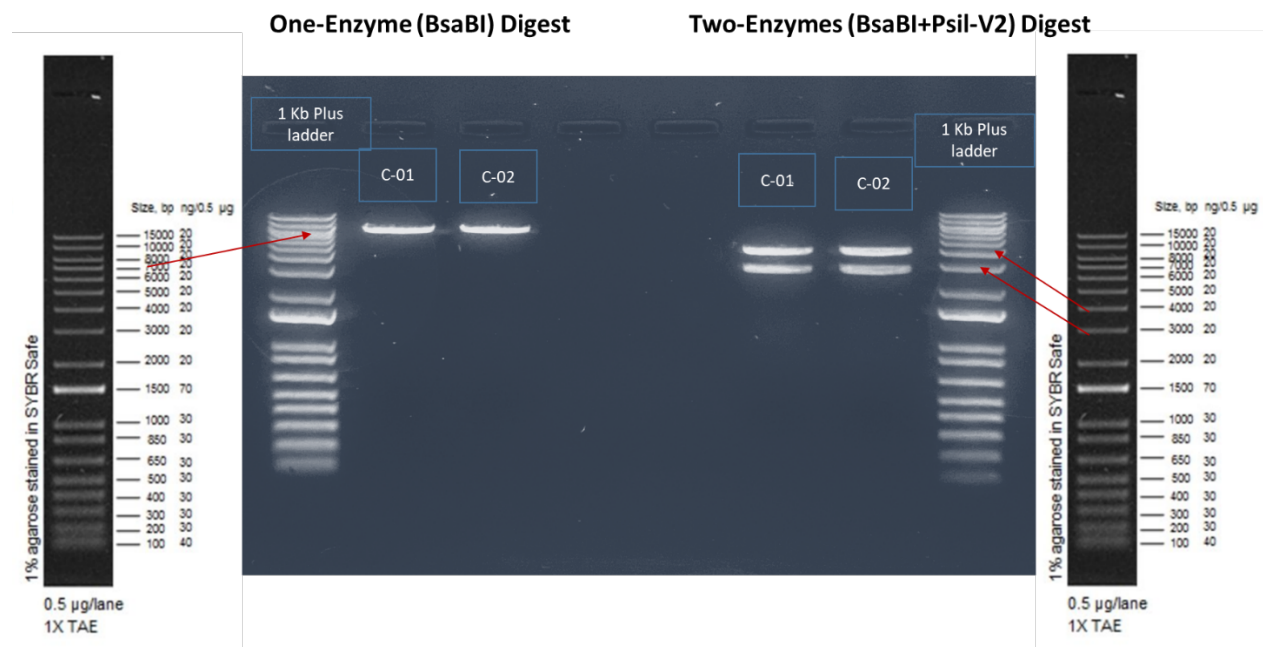 One-Enzyme (BsaBI) Digest
Two-Enzymes (BsaBI+Psil-V2) Digest
1% agarose stained in SYBR Safe
Size, bp ng/0.5 µg
15000 20
10000 20
8000 20
7000 20
6000 20
5000 20
4000 20
3000 20
2000 20
1500 70
1000 30
850 30
650 30
500 30
400 30
300 30
200 30
100 40
0.5 µg/lane
1X TAE
1 Kb Plus
ladder
C-01
C-02
C-01
C-02
1 Kb Plus
ladder
1% agarose stained in SYBR Safe
Size, bp ng/0.5 µg
15000 20
10000 20
8000 20
7000 20
6000 20
5000 20
4000 20
3000 20
2000 20
1500 70
1000 30
850 30
650 30
500 30
400 30
300 30
200 30
100 40
0.5 µg/lane
1X TAE